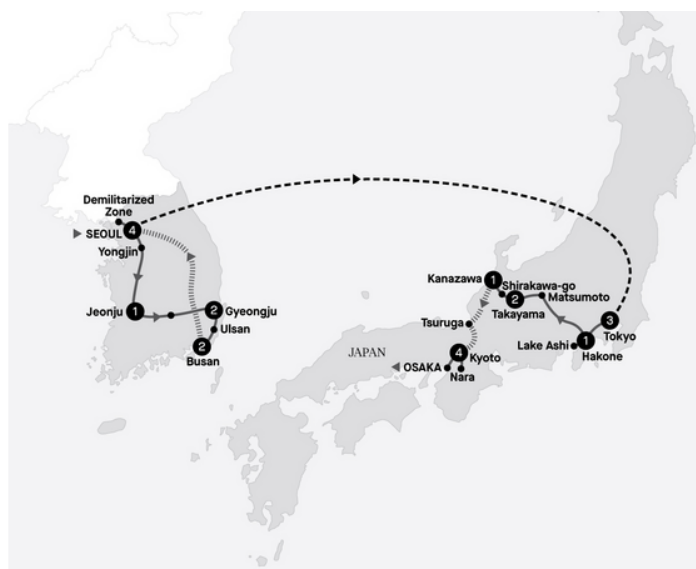 Demilitarized
Zone
SEOUL
4
Yongjin
Jeonju
1
2
Gyeongju
Ulsan
2
Busan
Kanazawa
1
Shirakawa-go
2
Takayama
Matsumoto
Tsuruga
3
Tokyo
Lake Ashi
1
Hakone
JAPAN
4
Kyoto
OSAKA
Nara